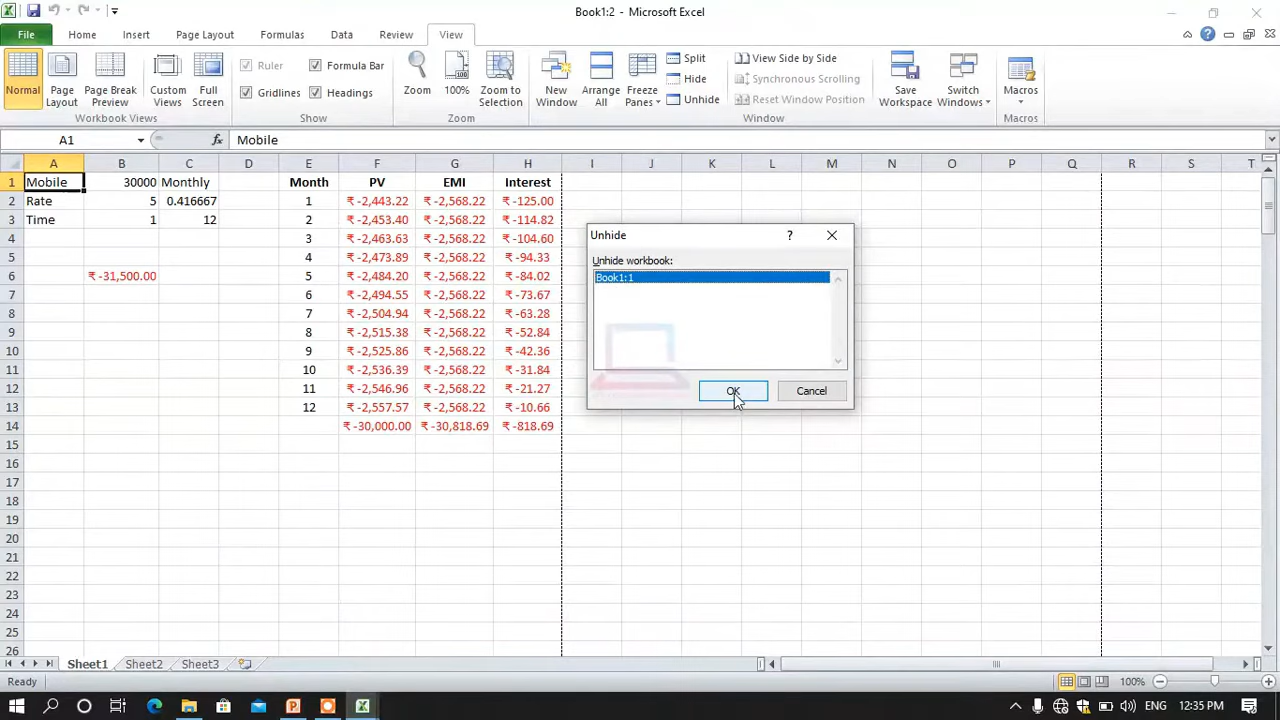 Book1:2 - Microsoft Excel
File Home Insert Page Layout Formulas Data Review View
Normal
Page Layout
Page Break Preview
Custom Views
Full Screen
Workbook Views
Ruler
Formula Bar
Gridlines
Headings
Show
Zoom
100%
Zoom to Selection
Zoom
New Window
Arrange All
Freeze Panes
Split
Hide
Unhide
View Side by Side
Synchronous Scrolling
Reset Window Position
Save Workspace
Switch Windows
Window
Macros
Macros
A1 fx Mobile
A B C D E F G H I J K L M N O P Q R S T
1 Mobile 30000 Monthly Month PV EMI Interest
2 Rate 5 0.416667 1 ₹ -2,443.22 ₹ -2,568.22 ₹ -125.00
3 Time 1 12 2 ₹ -2,453.40 ₹ -2,568.22 ₹ -114.82
4 3 ₹ -2,463.63 ₹ -2,568.22 ₹ -104.60
5 4 ₹ -2,473.89 ₹ -2,568.22 ₹ -94.33
6 ₹ -31,500.00 5 ₹ -2,484.20 ₹ -2,568.22 ₹ -84.02
7 6 ₹ -2,494.55 ₹ -2,568.22 ₹ -73.67
8 7 ₹ -2,504.94 ₹ -2,568.22 ₹ -63.28
9 8 ₹ -2,515.38 ₹ -2,568.22 ₹ -52.84
10 9 ₹ -2,525.86 ₹ -2,568.22 ₹ -42.36
11 10 ₹ -2,536.39 ₹ -2,568.22 ₹ -31.84
12 11 ₹ -2,546.96 ₹ -2,568.22 ₹ -21.27
13 12 ₹ -2,557.57 ₹ -2,568.22 ₹ -10.66
14 ₹ -30,000.00 ₹ -30,818.69 ₹ -818.69
15
16
17
18
19
20
21
22
23
24
25
26
Unhide ?
Unhide workbook:
Book1:1
OK Cancel
Sheet1 Sheet2 Sheet3
Ready 100%
12:35 PM